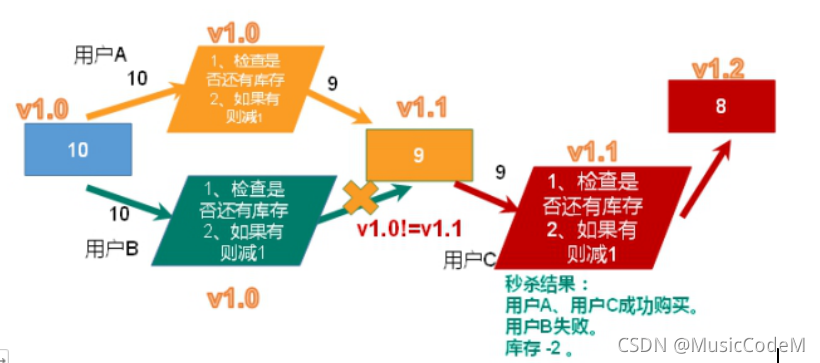 用户A
v1.0
10
1、检查是
否还有库存
2、如果有
则减1
9
v1.0
10
v1.1
9
v1.2
8
10
用户B
1、检查是
否还有库存
2、如果有
则减1
v1.0
v1.0!=v1.1
9
用户C
v1.1
1、检查是
否还有库存
2、如果有
则减1
秒杀结果：
用户A、用户C成功购买。
用户B失败。
库存 -2 。
CSDN @MusicCodeM